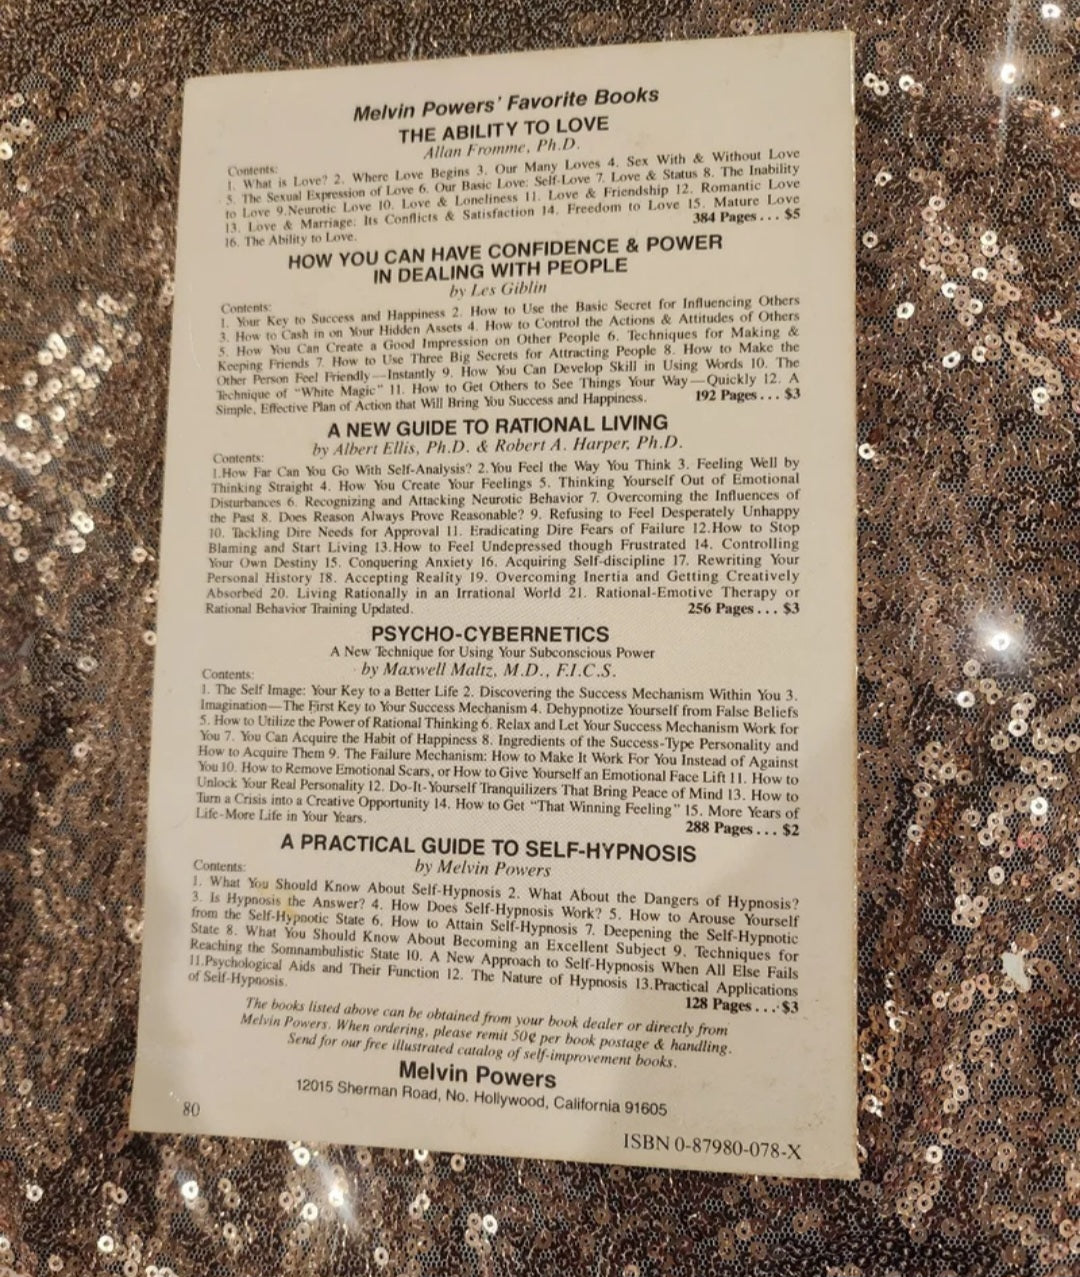 Melvin Powers' Favorite Books
THE ABILITY TO LOVE
Allan Fromme, Ph.D.
Contents:
1. What is Love? 2. Where Love Begins 3. Our Many Loves 4. Sex With & Without Love
5. The Sexual Expression of Love 6. Our Basic Love: Self-Love 7. Love & Status 8. The Inability
to Love 9.Neurotic Love 10. Love & Loneliness 11. Love & Friendship 12. Romantic Love
13. Love & Marriage: Its Conflicts & Satisfaction 14. Freedom to Love 15. Mature Love
16. The Ability to Love. 384 Pages... $5
HOW YOU CAN HAVE CONFIDENCE & POWER
IN DEALING WITH PEOPLE
by Les Giblin
Contents:
1. Your Key to Success and Happiness 2. How to Use the Basic Secret for Influencing Others
3. How to Cash in on Your Hidden Assets 4. How to Control the Actions & Attitudes of Others
5. How You Can Create a Good Impression on Other People 6. Techniques for Making &
Keeping Friends 7. How to Use Three Big Secrets for Attracting People 8. How to Make the
Other Person Feel Friendly—Instantly 9. How You Can Develop Skill in Using Words 10. The
Technique of "White Magic" 11. How to Get Others to See Things Your Way—Quickly 12. A
Simple, Effective Plan of Action that Will Bring You Success and Happiness. 192 Pages... $3
A NEW GUIDE TO RATIONAL LIVING
by Albert Ellis, Ph.D. & Robert A. Harper, Ph.D.
Contents:
1.How Far Can You Go With Self-Analysis? 2.You Feel the Way You Think 3. Feeling Well by
Thinking Straight 4. How You Create Your Feelings 5. Thinking Yourself Out of Emotional
Disturbances 6. Recognizing and Attacking Neurotic Behavior 7. Overcoming the Influences of
the Past 8. Does Reason Always Prove Reasonable? 9. Refusing to Feel Desperately Unhappy
10. Tackling Dire Needs for Approval 11. Eradicating Dire Fears of Failure 12.How to Stop
Blaming and Start Living 13.How to Feel Undepressed though Frustrated 14. Controlling
Your Own Destiny 15. Conquering Anxiety 16. Acquiring Self-discipline 17. Rewriting Your
Personal History 18. Accepting Reality 19. Overcoming Inertia and Getting Creatively
Absorbed 20. Living Rationally in an Irrational World 21. Rational-Emotive Therapy or
Rational Behavior Training Updated. 256 Pages... $3
PSYCHO-CYBERNETICS
A New Technique for Using Your Subconscious Power
by Maxwell Maltz, M.D., F.I.C.S.
Contents:
1. The Self Image: Your Key to a Better Life 2. Discovering the Success Mechanism Within You 3.
Imagination—The First Key to Your Success Mechanism 4. Dehypnotize Yourself from False Beliefs
5. How to Utilize the Power of Rational Thinking 6. Relax and Let Your Success Mechanism Work for
You 7. You Can Acquire the Habit of Happiness 8. Ingredients of the Success-Type Personality and
How to Acquire Them 9. The Failure Mechanism: How to Make It Work For You Instead of Against
You 10. How to Remove Emotional Scars, or How to Give Yourself an Emotional Face Lift 11. How to
Unlock Your Real Personality 12. Do-It-Yourself Tranquilizers That Bring Peace of Mind 13. How to
Turn a Crisis into a Creative Opportunity 14. How to Get "That Winning Feeling" 15. More Years of
Life-More Life in Your Years. 288 Pages... $2
A PRACTICAL GUIDE TO SELF-HYPNOSIS
by Melvin Powers
Contents:
1. What You Should Know About Self-Hypnosis 2. What About the Dangers of Hypnosis?
3. Is Hypnosis the Answer? 4. How Does Self-Hypnosis Work? 5. How to Arouse Yourself
from the Self-Hypnotic State 6. How to Attain Self-Hypnosis 7. Deepening the Self-Hypnotic
State 8. What You Should Know About Becoming an Excellent Subject 9. Techniques for
Reaching the Somnambulistic State 10. A New Approach to Self-Hypnosis When All Else Fails
11.Psychological Aids and Their Function 12. The Nature of Hypnosis 13.Practical Applications
of Self-Hypnosis. 128 Pages... $3
The books listed above can be obtained from your book dealer or directly from
Melvin Powers. When ordering, please remit 50¢ per book postage & handling.
Send for our free illustrated catalog of self-improvement books.
Melvin Powers
12015 Sherman Road, No. Hollywood, California 91605
80
ISBN 0-87980-078-X